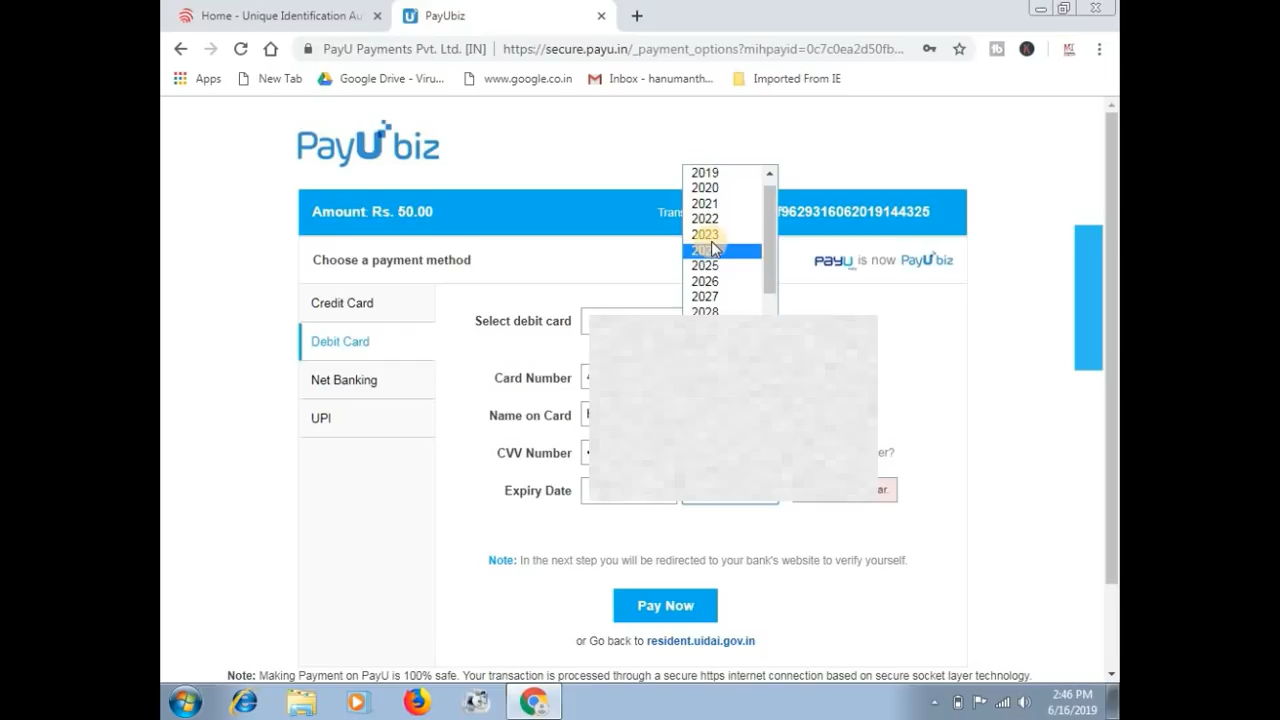 Home - Unique Identification Au
PayUbiz
PayU Payments Pvt. Ltd. [IN]
https://secure.payu.in/_payment_options?mihpayid=0c7c0ea2d50fb...
Apps
New Tab
Google Drive - Viru...
www.google.co.in
Inbox - hanumanth...
Imported From IE
PayUbiz
Amount: Rs. 50.00
9629316062019144325
Choose a payment method
payu is now PayUbiz
2019
2020
2021
2022
2023
2025
2026
2027
2028
Credit Card
Debit Card
Net Banking
UPI
Select debit card
Card Number
Name on Card
CVV Number
Expiry Date
Note: In the next step you will be redirected to your bank's website to verify yourself.
Pay Now
or Go back to resident.uidai.gov.in
Note: Making Payment on PayU is 100% safe. Your transaction is processed through a secure https internet connection based on secure socket layer technology.
2:46 PM
6/16/2019